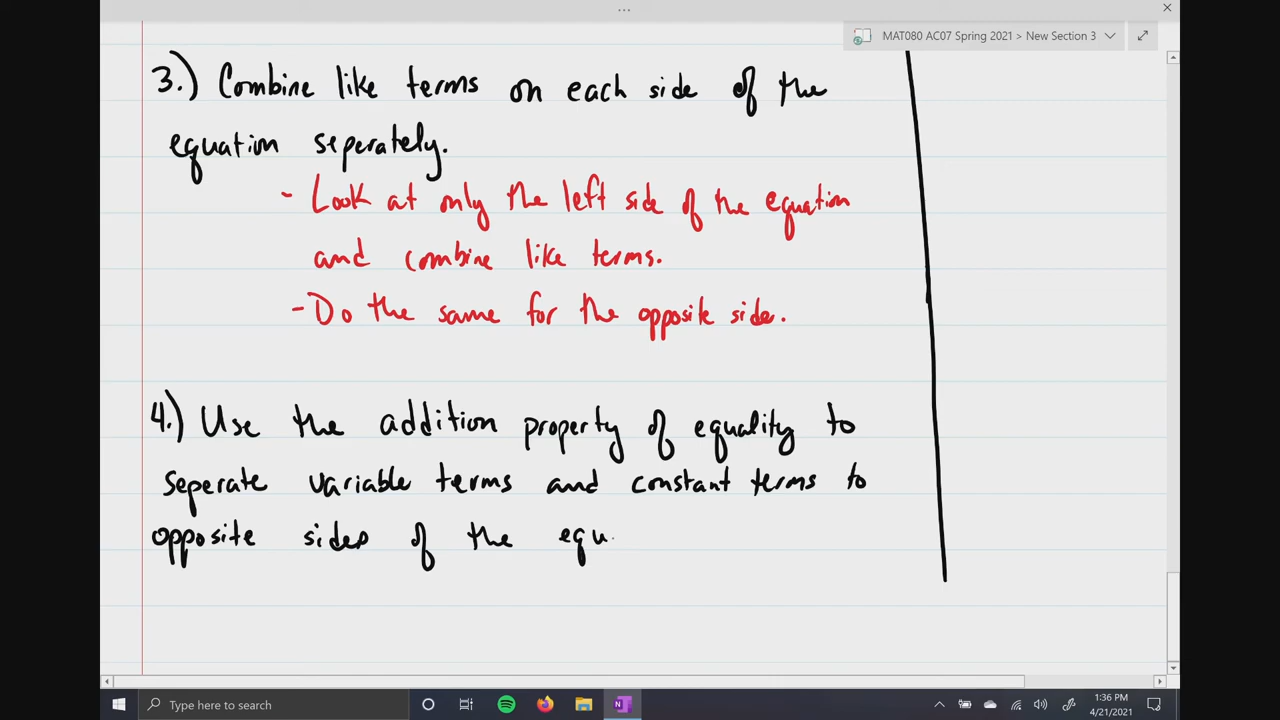 MAT080 AC07 Spring 2021 > New Section 3
3.) Combine like terms on each side of the
equation seperately.
- Look at only the left side of the equation
and combine like terms.
- Do the same for the opposite side.
4.) Use the addition property of equality to
seperate variable terms and constant terms to
opposite sides of the equ
Type here to search
1:36 PM
4/21/2021